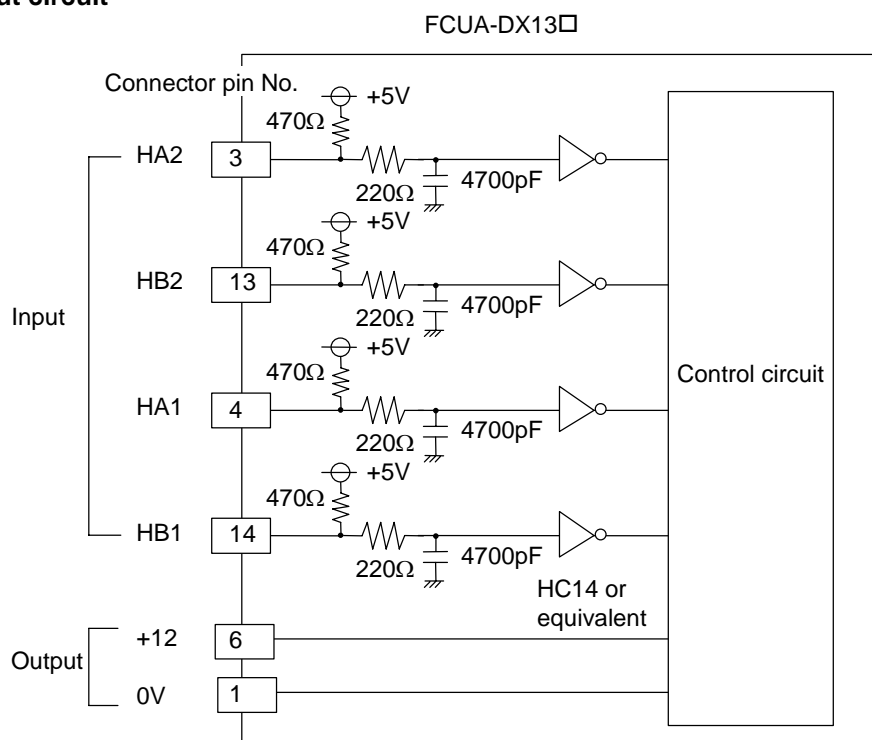 ut circuit
FCUA-DX13□
Connector pin No.
+5V
470Ω
HA2
3
220Ω
4700pF
+5V
470Ω
HB2
13
220Ω
4700pF
Input
+5V
470Ω
HA1
4
220Ω
4700pF
Control circuit
+5V
470Ω
HB1
14
220Ω
4700pF
HC14 or
equivalent
Output
+12
6
0V
1